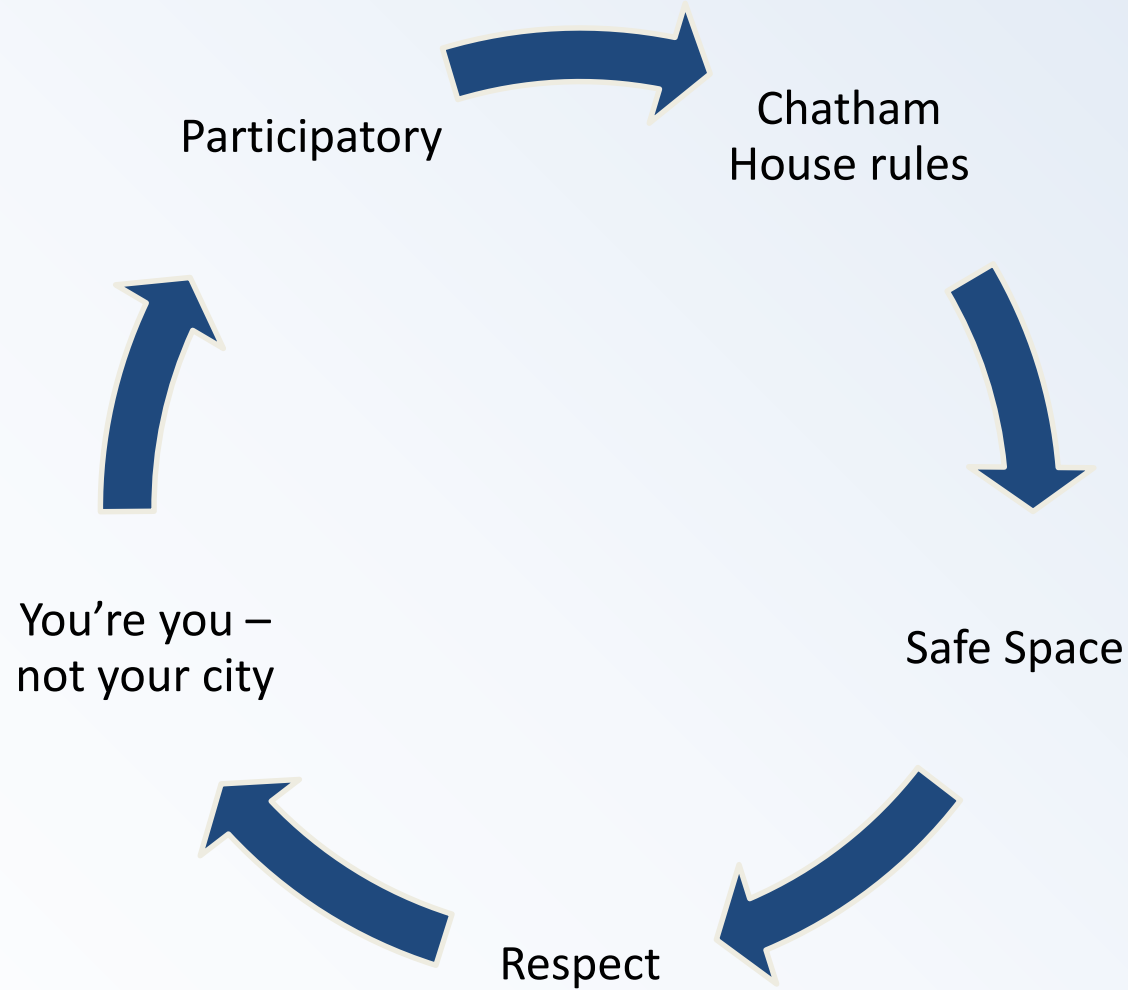 Participatory
Chatham
House rules
Safe Space
Respect
You’re you –
not your city